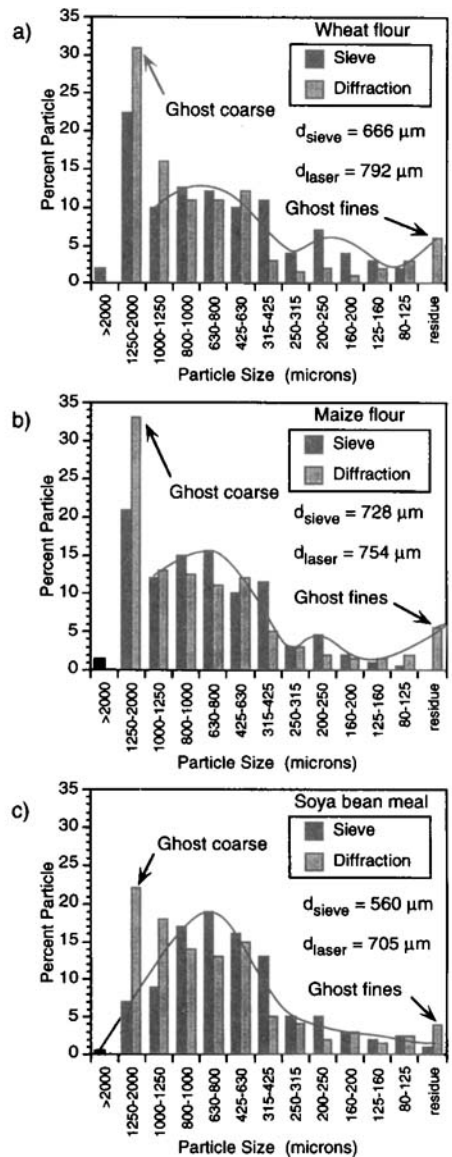 a)
Wheat flour
Sieve
Diffraction
Ghost coarse
d_sieve = 666 µm
d_laser = 792 µm
Ghost fines
Percent Particle
35
30
25
20
15
10
5
0
>2000
1250-2000
1000-1250
800-1000
630-800
425-630
315-425
250-315
200-250
160-200
125-160
80-125
residue
Particle Size (microns)
b)
Maize flour
Sieve
Diffraction
Ghost coarse
d_sieve = 728 µm
d_laser = 754 µm
Ghost fines
Percent Particle
35
30
25
20
15
10
5
0
>2000
1250-2000
1000-1250
800-1000
630-800
425-630
315-425
250-315
200-250
160-200
125-160
80-125
residue
Particle Size (microns)
c)
Soya bean meal
Sieve
Diffraction
Ghost coarse
d_sieve = 560 µm
d_laser = 705 µm
Ghost fines
Percent Particle
35
30
25
20
15
10
5
0
>2000
1250-2000
1000-1250
800-1000
630-800
425-630
315-425
250-315
200-250
160-200
125-160
80-125
residue
Particle Size (microns)